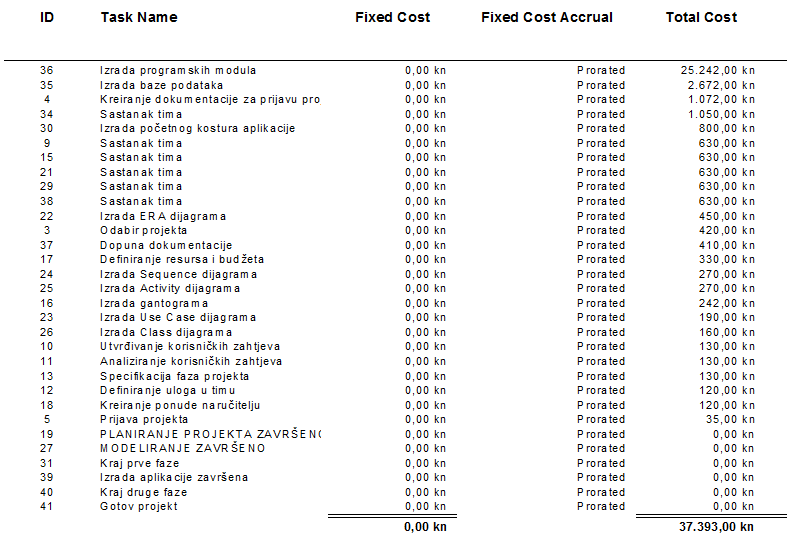 ID Task Name Fixed Cost Fixed Cost Accrual Total Cost
36 Izrada programskih modula 0,00 kn Prorated 25.242,00 kn
35 Izrada baze podataka 0,00 kn Prorated 2.672,00 kn
4 Kreiranje dokumentacije za prijavu pro 0,00 kn Prorated 1.072,00 kn
34 Sastanak tima 0,00 kn Prorated 1.050,00 kn
30 Izrada početnog kostura aplikacije 0,00 kn Prorated 800,00 kn
9 Sastanak tima 0,00 kn Prorated 630,00 kn
15 Sastanak tima 0,00 kn Prorated 630,00 kn
21 Sastanak tima 0,00 kn Prorated 630,00 kn
29 Sastanak tima 0,00 kn Prorated 630,00 kn
38 Sastanak tima 0,00 kn Prorated 630,00 kn
22 Izrada ERA dijagrama 0,00 kn Prorated 450,00 kn
3 Odabir projekta 0,00 kn Prorated 420,00 kn
37 Dopuna dokumentacije 0,00 kn Prorated 410,00 kn
17 Definiranje resursa i budžeta 0,00 kn Prorated 330,00 kn
24 Izrada Sequence dijagrama 0,00 kn Prorated 270,00 kn
25 Izrada Activity dijagrama 0,00 kn Prorated 270,00 kn
16 Izrada gantograma 0,00 kn Prorated 242,00 kn
23 Izrada Use Case dijagrama 0,00 kn Prorated 190,00 kn
26 Izrada Class dijagrama 0,00 kn Prorated 160,00 kn
10 Utvrđivanje korisničkih zahtjeva 0,00 kn Prorated 130,00 kn
11 Analiziranje korisničkih zahtjeva 0,00 kn Prorated 130,00 kn
13 Specifikacija faza projekta 0,00 kn Prorated 130,00 kn
12 Definiranje uloga u timu 0,00 kn Prorated 120,00 kn
18 Kreiranje ponude naručitelju 0,00 kn Prorated 120,00 kn
5 Prijava projekta 0,00 kn Prorated 35,00 kn
19 PLANIRANJE PROJEKTA ZAVRŠENO 0,00 kn Prorated 0,00 kn
27 MODELIRANJE ZAVRŠENO 0,00 kn Prorated 0,00 kn
31 Kraj prve faze 0,00 kn Prorated 0,00 kn
39 Izrada aplikacije završena 0,00 kn Prorated 0,00 kn
40 Kraj druge faze 0,00 kn Prorated 0,00 kn
41 Gotov projekt 0,00 kn Prorated 0,00 kn
0,00 kn 37.393,00 kn